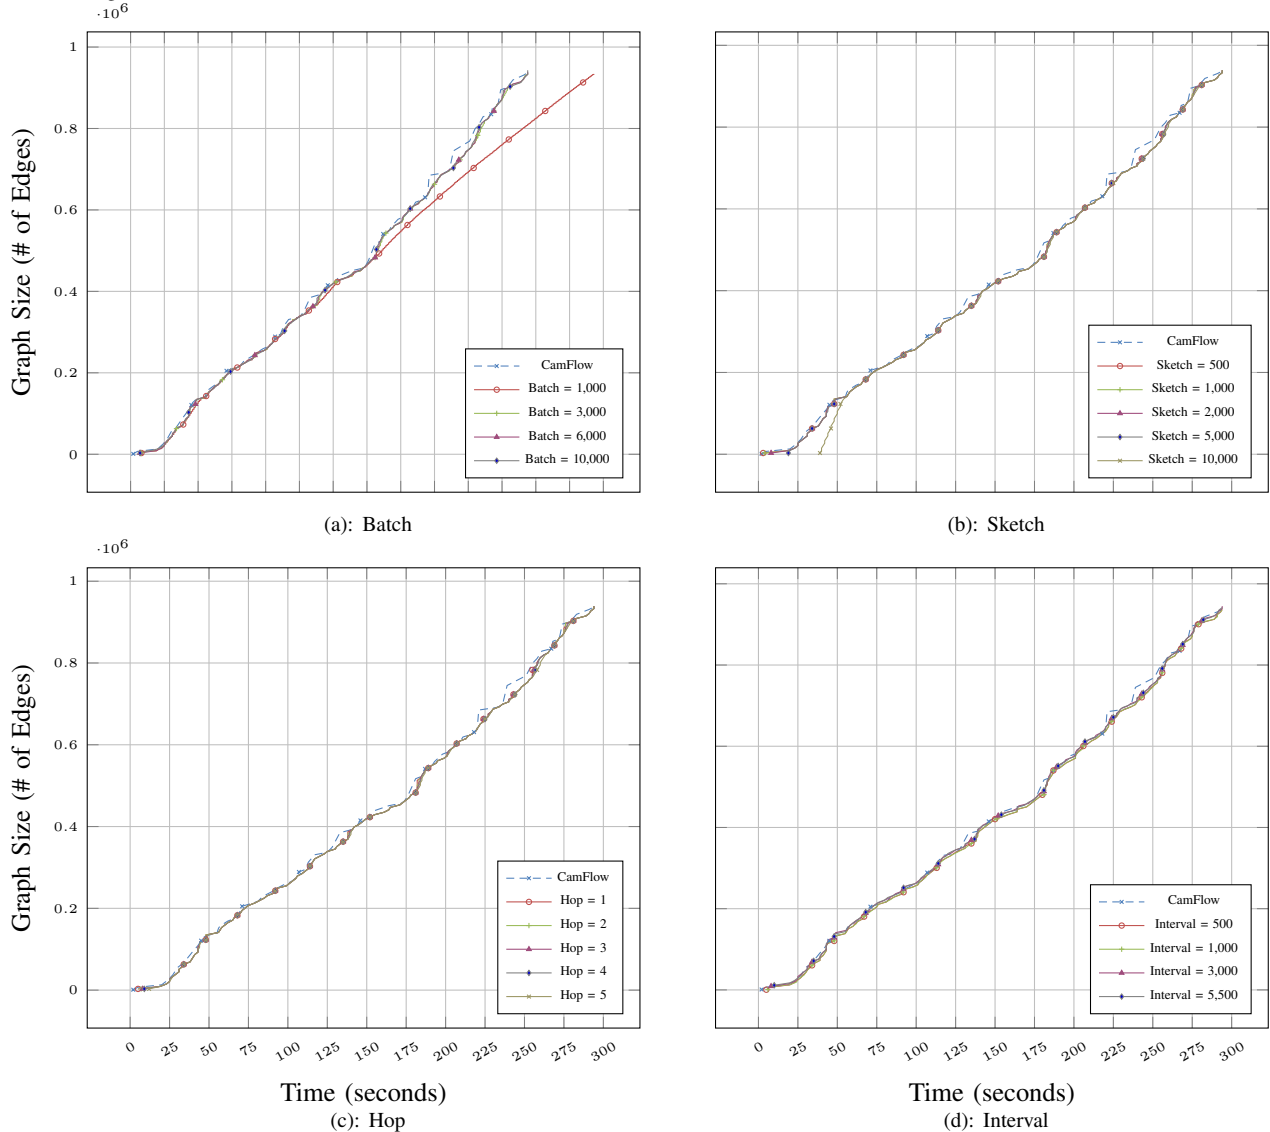 ·10⁶
1
0.8
0.6
0.4
0.2
0
Graph Size (# of Edges)
CamFlow
Batch = 1,000
Batch = 3,000
Batch = 6,000
Batch = 10,000
(a): Batch
CamFlow
Sketch = 500
Sketch = 1,000
Sketch = 2,000
Sketch = 5,000
Sketch = 10,000
(b): Sketch
·10⁶
1
0.8
0.6
0.4
0.2
0
Graph Size (# of Edges)
CamFlow
Hop = 1
Hop = 2
Hop = 3
Hop = 4
Hop = 5
0 25 50 75 100 125 150 175 200 225 250 275 300
Time (seconds)
(c): Hop
CamFlow
Interval = 500
Interval = 1,000
Interval = 3,000
Interval = 5,500
0 25 50 75 100 125 150 175 200 225 250 275 300
Time (seconds)
(d): Interval